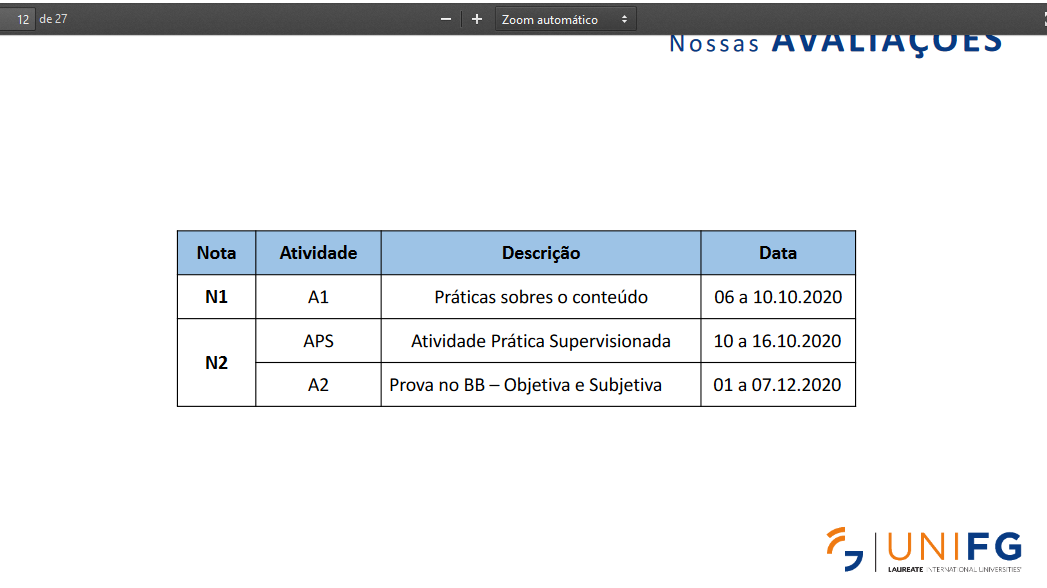 12 de 27
Zoom automático
Nossas AVALIAÇÕES
Nota Atividade Descrição Data
N1 A1 Práticas sobres o conteúdo 06 a 10.10.2020
N2
APS Atividade Prática Supervisionada 10 a 16.10.2020
A2 Prova no BB – Objetiva e Subjetiva 01 a 07.12.2020
UNIFG
LAUREATE INTERNATIONAL UNIVERSITIES